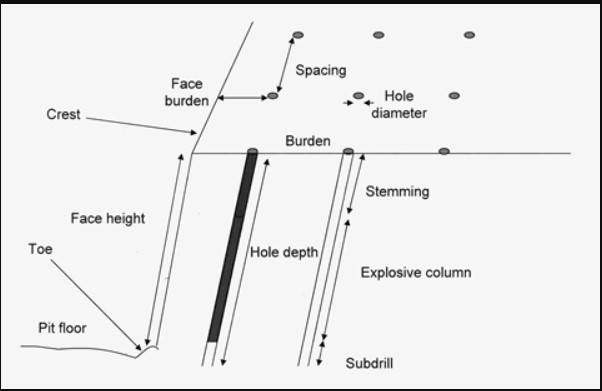 Spacing
Face
burden
Hole
diameter
Crest
Burden
Stemming
Face height
Hole depth
Toe
Explosive column
Pit floor
Subdrill